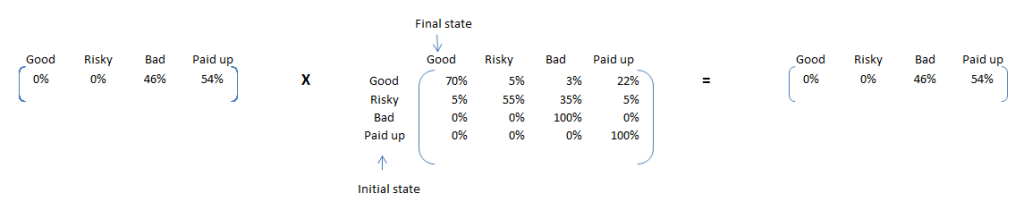 Final state
Good Risky Bad Paid up
0% 0% 46% 54%
X
Good Risky Bad Paid up
Good 70% 5% 3% 22%
Risky 5% 55% 35% 5%
Bad 0% 0% 100% 0%
Paid up 0% 0% 0% 100%
=
Good Risky Bad Paid up
0% 0% 46% 54%
Initial state